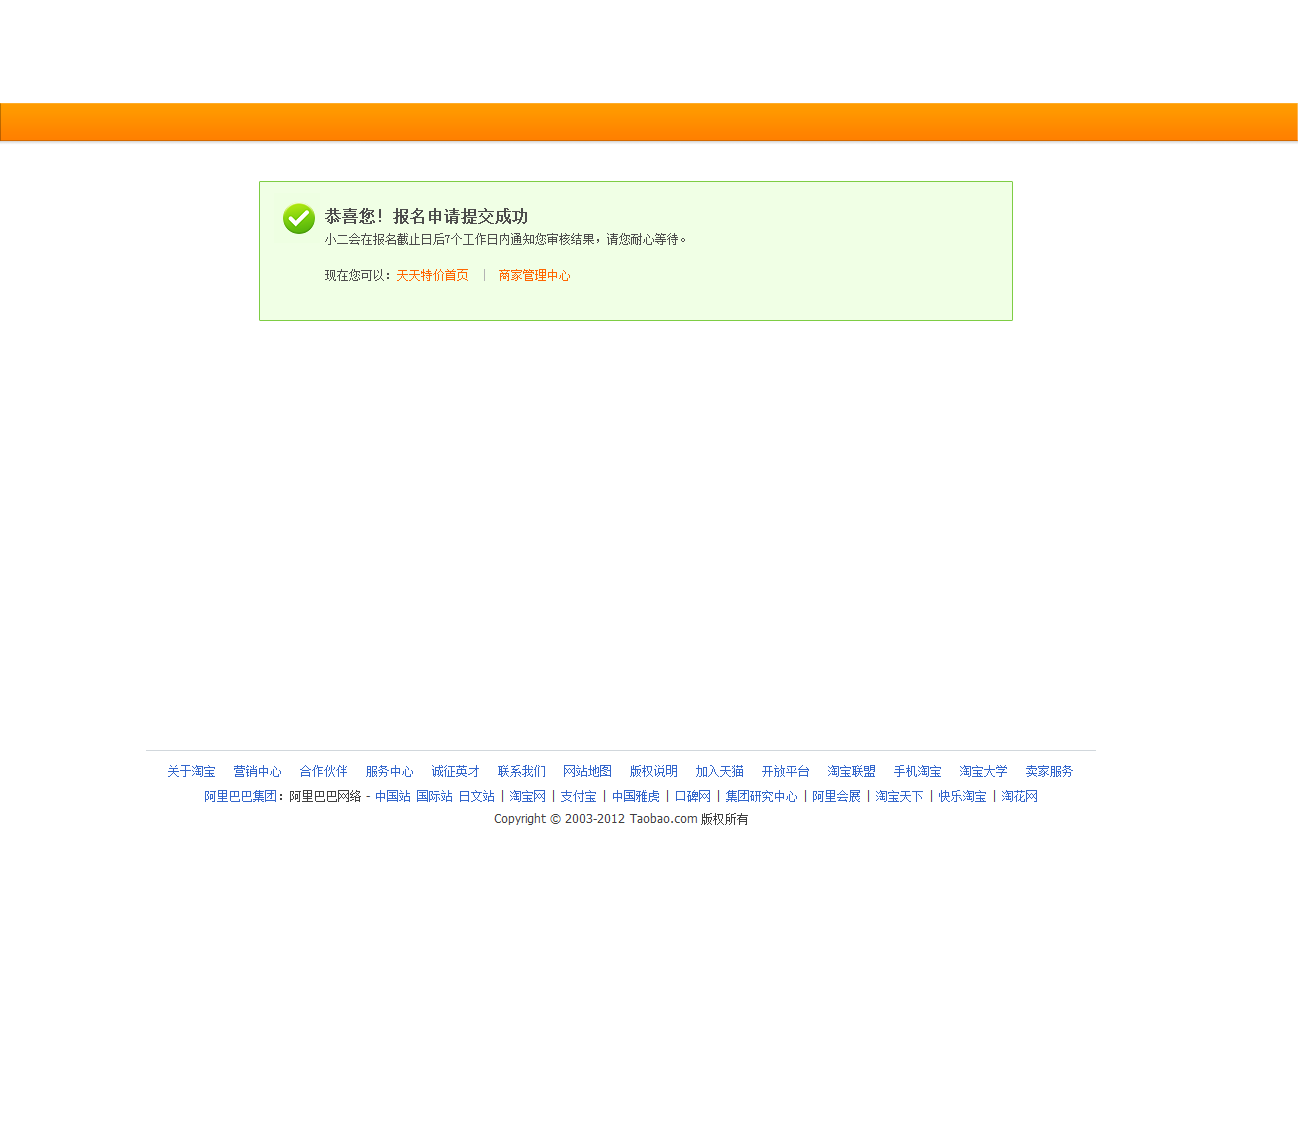 恭喜您！报名申请提交成功
小二会在报名截止日后7个工作日内通知您审核结果，请您耐心等待。
现在您可以：天天特价首页 | 商家管理中心
关于淘宝 营销中心 合作伙伴 服务中心 诚征英才 联系我们 网站地图 版权说明 加入天猫 开放平台 淘宝联盟 手机淘宝 淘宝大学 卖家服务
阿里巴巴集团：阿里巴巴网络 - 中国站 国际站 日文站 | 淘宝网 | 支付宝 | 中国雅虎 | 口碑网 | 集团研究中心 | 阿里会展 | 淘宝天下 | 快乐淘宝 | 淘花网
Copyright © 2003-2012 Taobao.com 版权所有